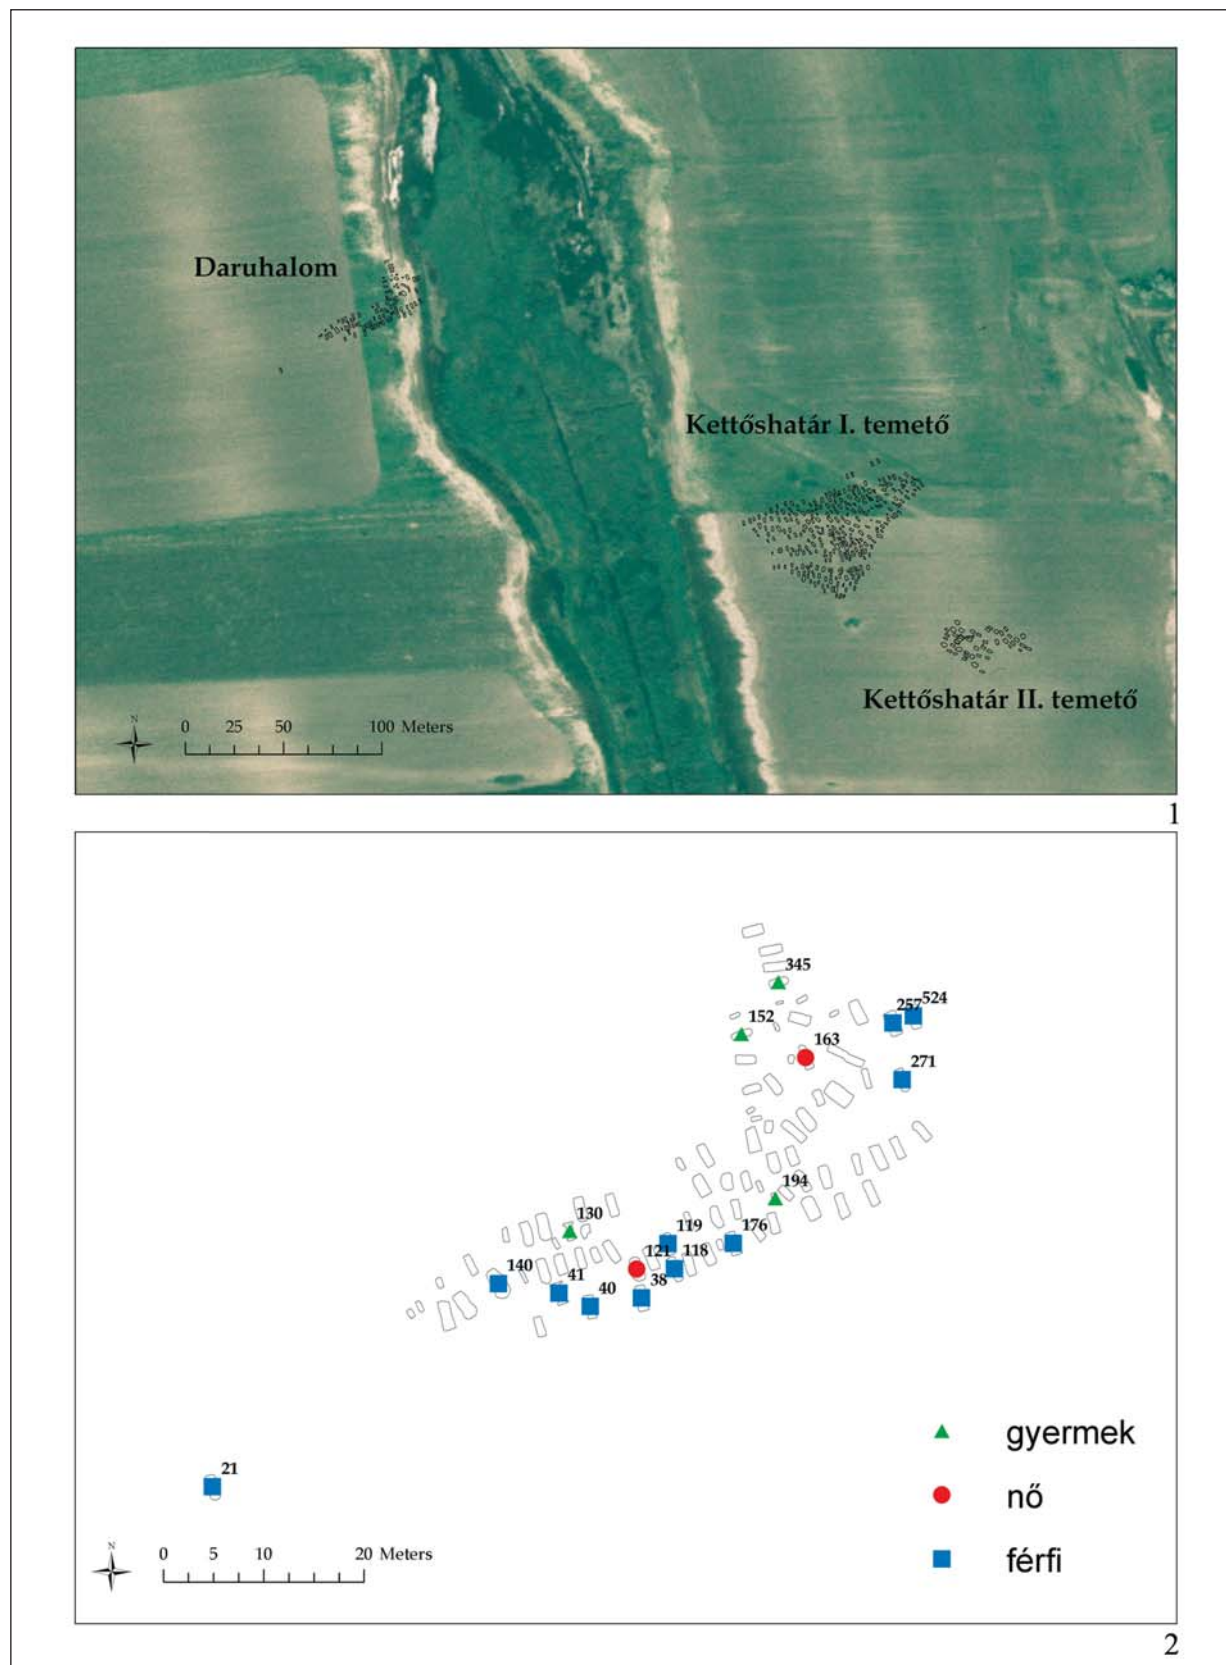 Daruhalom
Kettőshatár I. temető
Kettőshatár II. temető
N
0 25 50 100 Meters
1
345
524
257
152
163
271
194
130
119
176
121
118
140
41
38
40
gyermek
21
nő
N
0 5 10 20 Meters
férfi
2